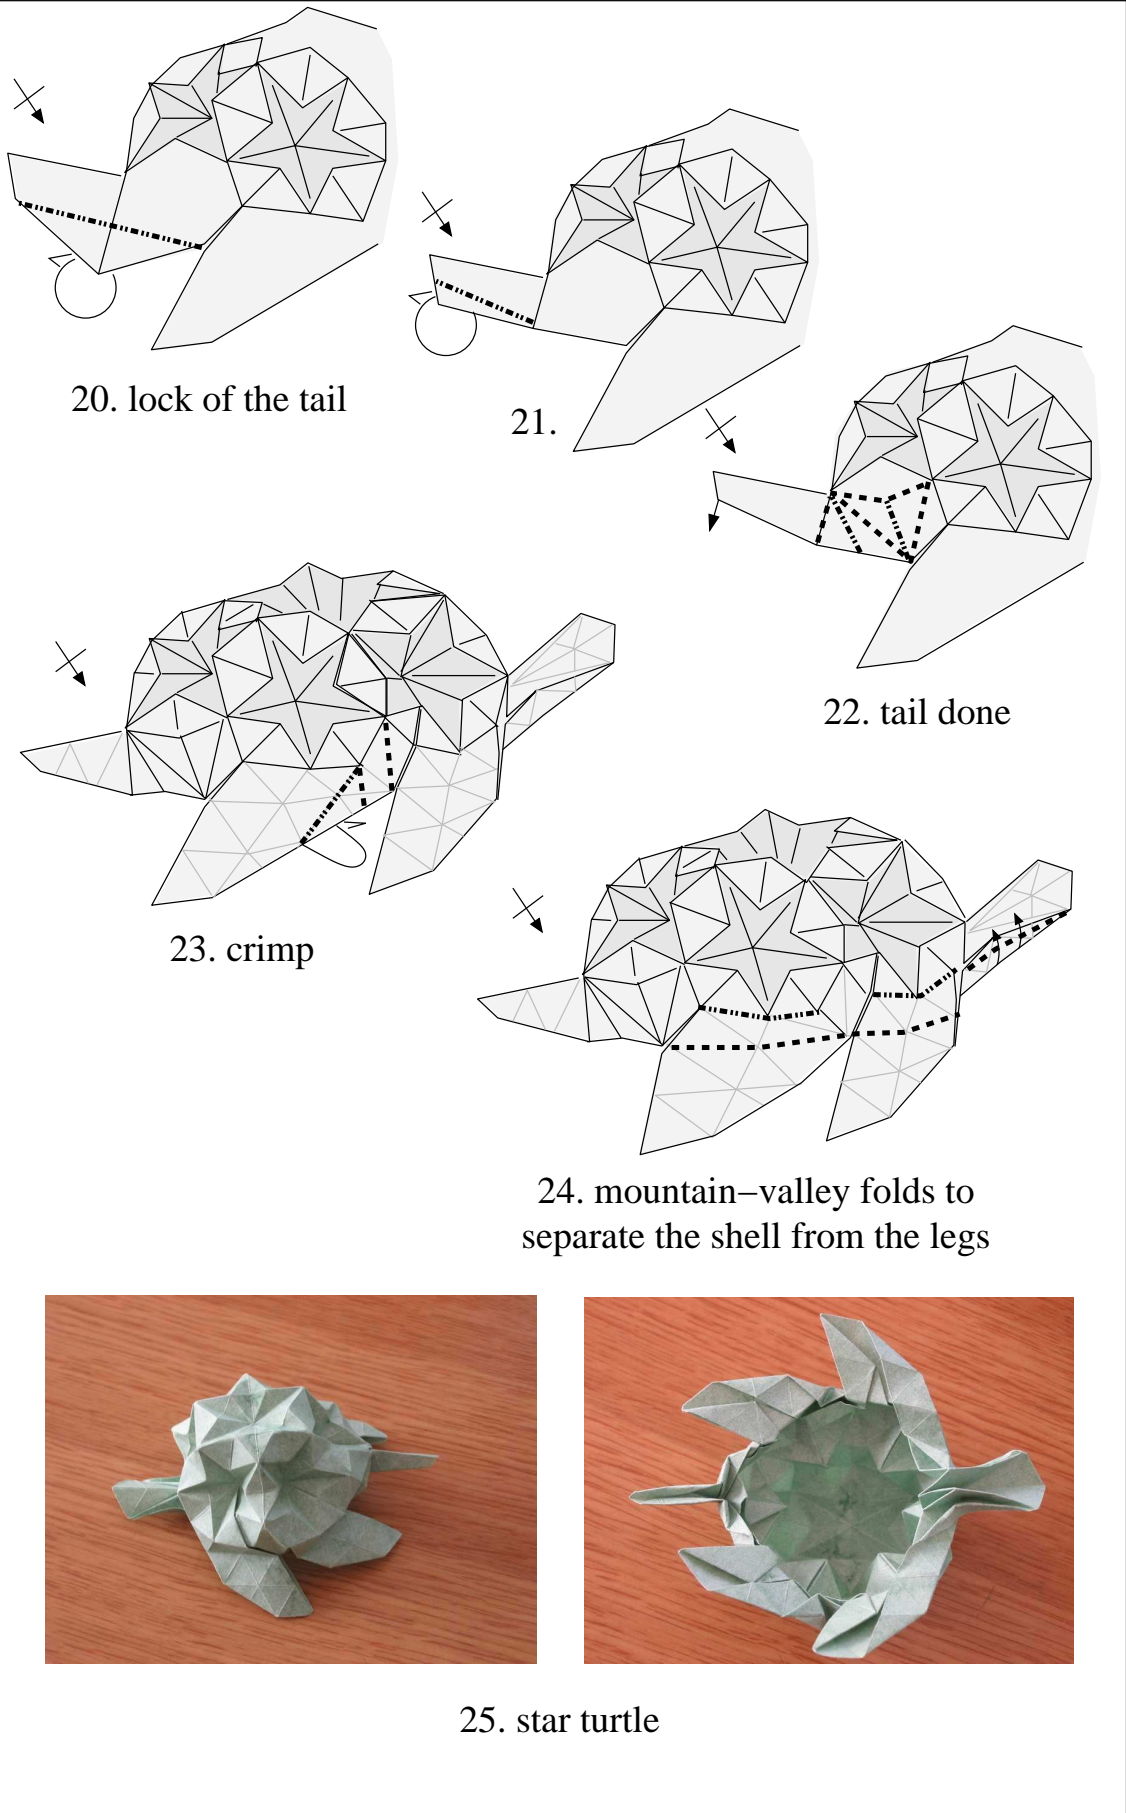 20. lock of the tail
21.
22. tail done
23. crimp
24. mountain−valley folds to
separate the shell from the legs
25. star turtle